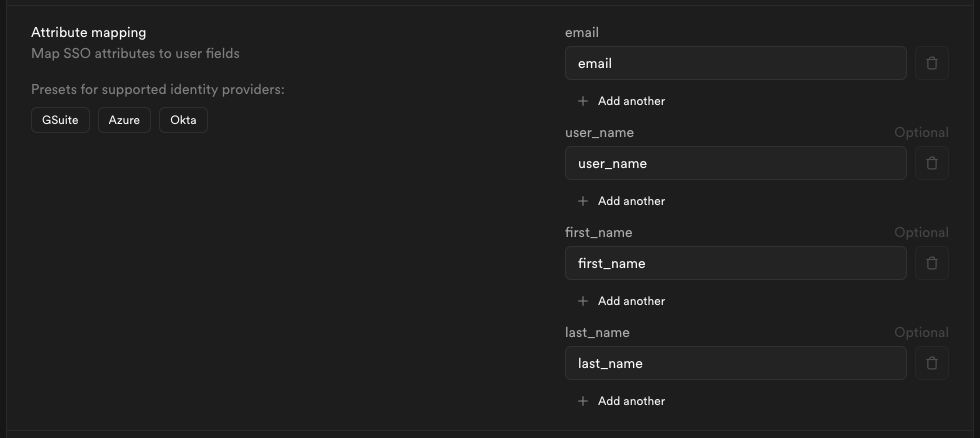 Attribute mapping
Map SSO attributes to user fields
Presets for supported identity providers:
GSuite
Azure
Okta
email
email
Add another
user_name
Optional
user_name
Add another
first_name
Optional
first_name
Add another
last_name
Optional
last_name
Add another